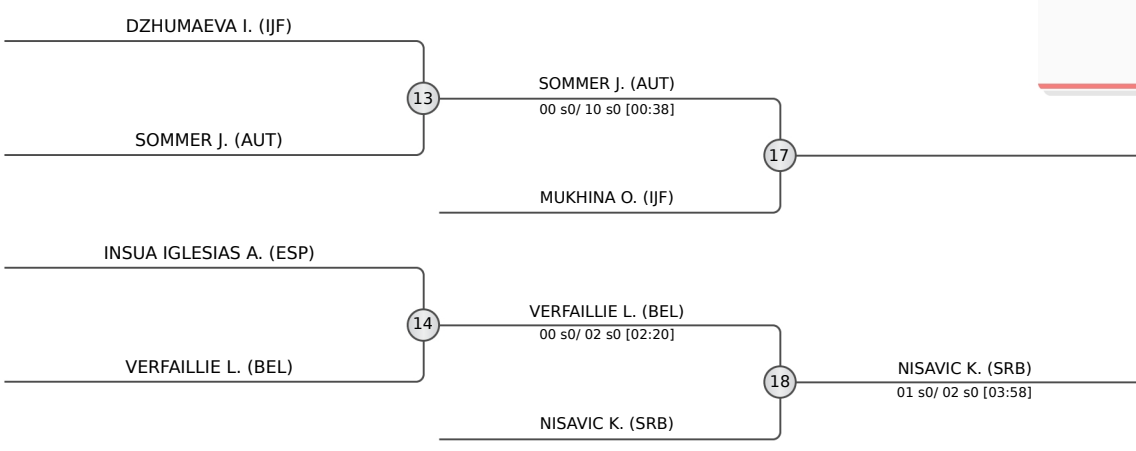 DZHUMAEVA I. (IJF)
13
SOMMER J. (AUT)
SOMMER J. (AUT)
00 s0/ 10 s0 [00:38]
17
MUKHINA O. (IJF)
INSUA IGLESIAS A. (ESP)
14
VERFAILLIE L. (BEL)
VERFAILLIE L. (BEL)
00 s0/ 02 s0 [02:20]
18
NISAVIC K. (SRB)
NISAVIC K. (SRB)
01 s0/ 02 s0 [03:58]